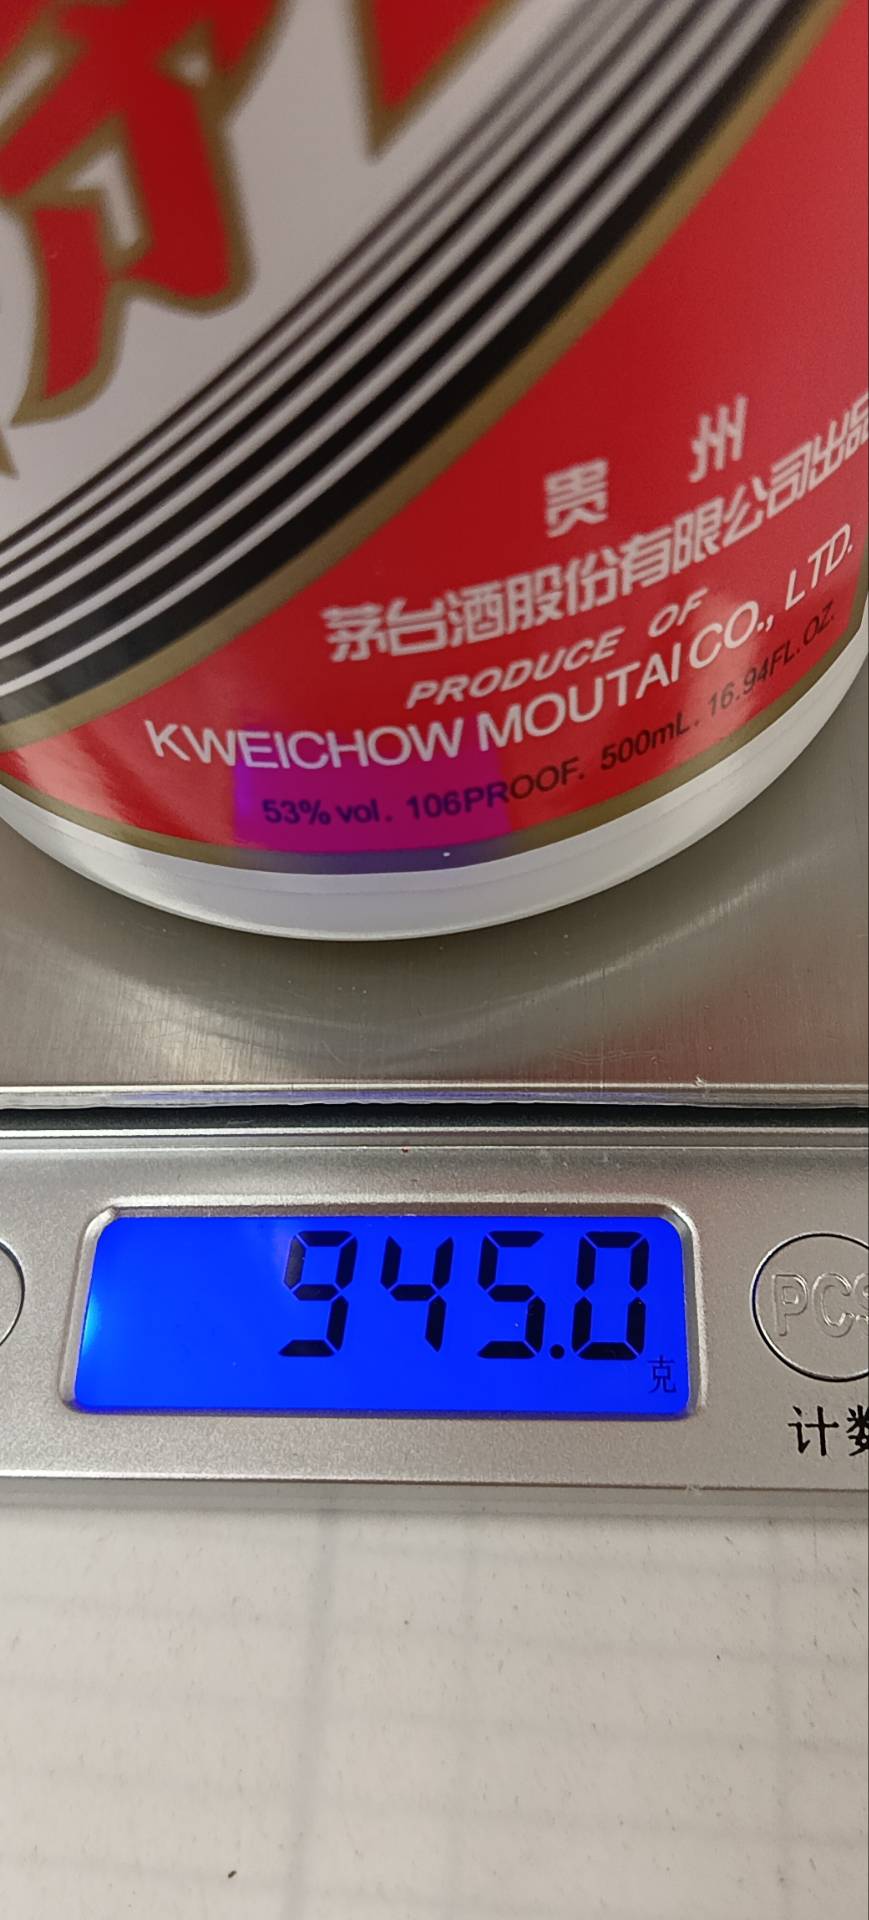 贵州
茅台酒股份有限公司出品
PRODUCE OF
KWEICHOW MOUTAI CO., LTD.
53% vol. 106PROOF. 500mL. 16.94FL.OZ.
945.0
克
PCS
计数